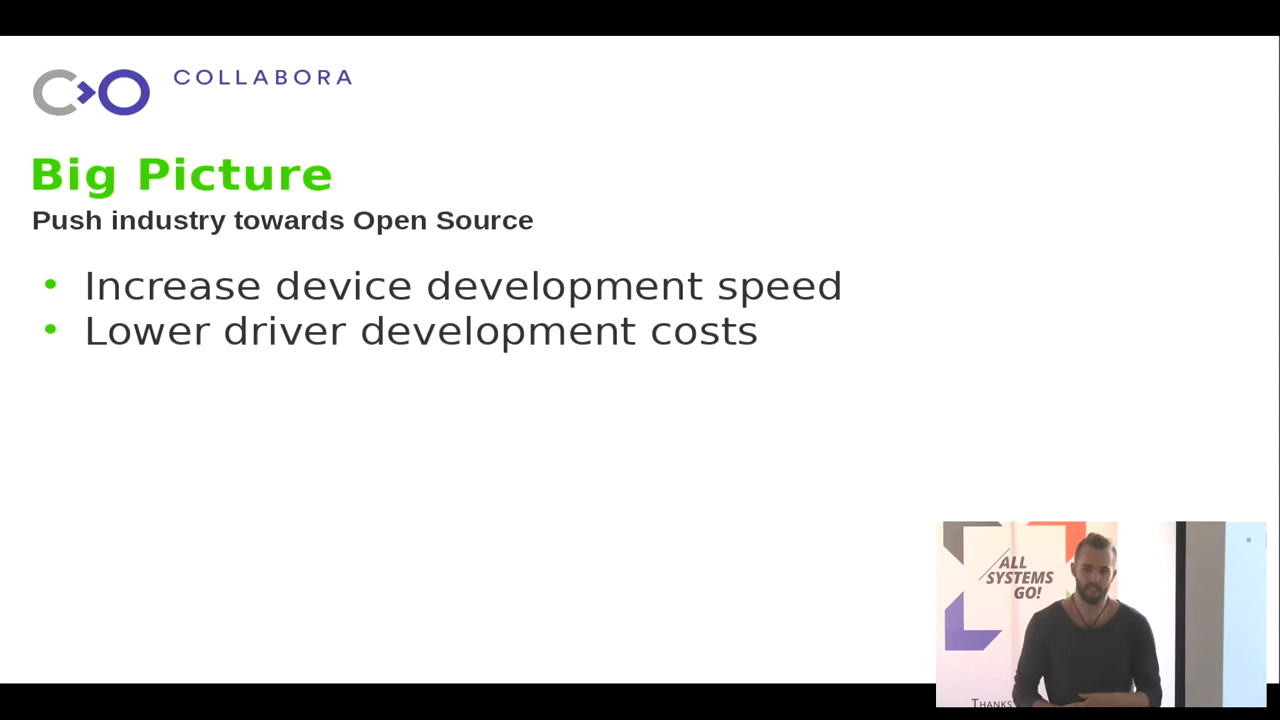 COLLABORA
Big Picture
Push industry towards Open Source
• Increase device development speed
• Lower driver development costs
ALL
SYSTEMS
GO!
THANKS